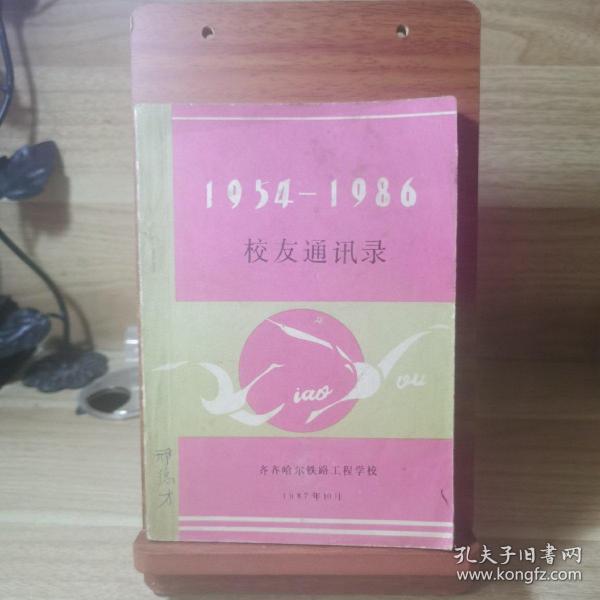 1954-1986
校友通讯录
iao
ou
齐齐哈尔铁路工程学校
1987年10月
孔夫子旧书网
www.kongfz.com